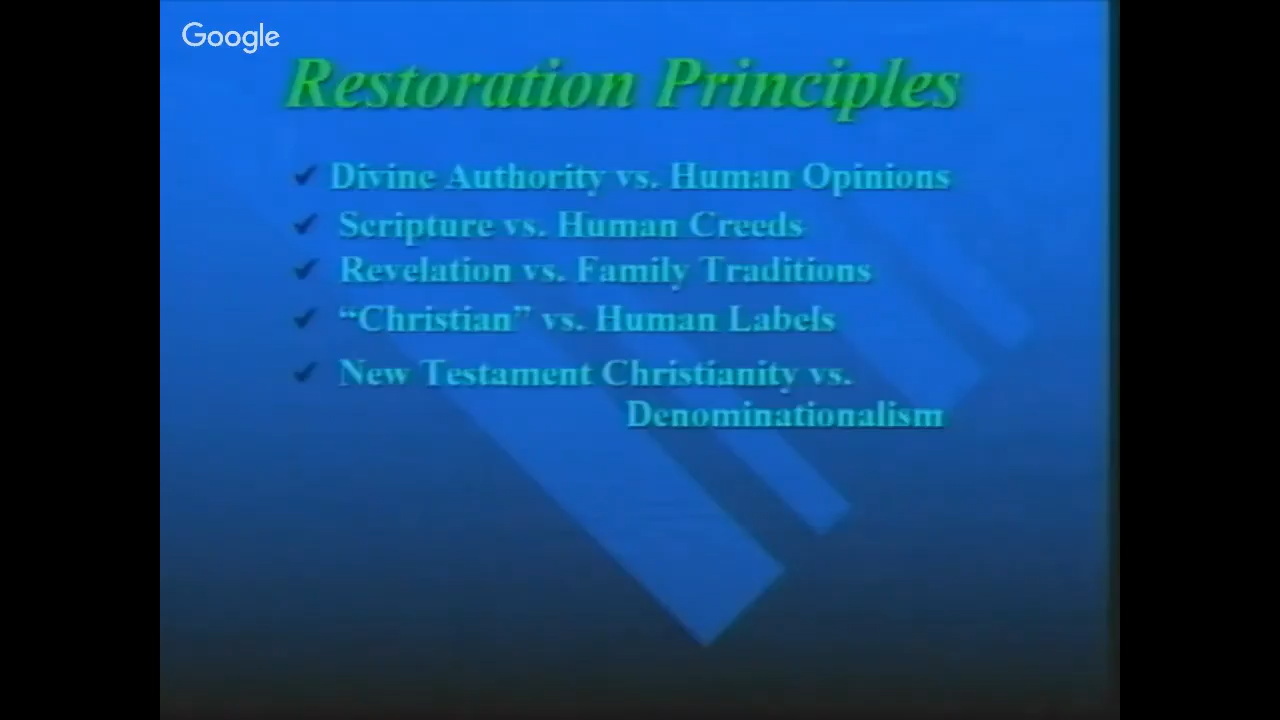 Google
Restoration Principles
✓ Divine Authority vs. Human Opinions
✓ Scripture vs. Human Creeds
✓ Revelation vs. Family Traditions
✓ “Christian” vs. Human Labels
✓ New Testament Christianity vs.
Denominationalism